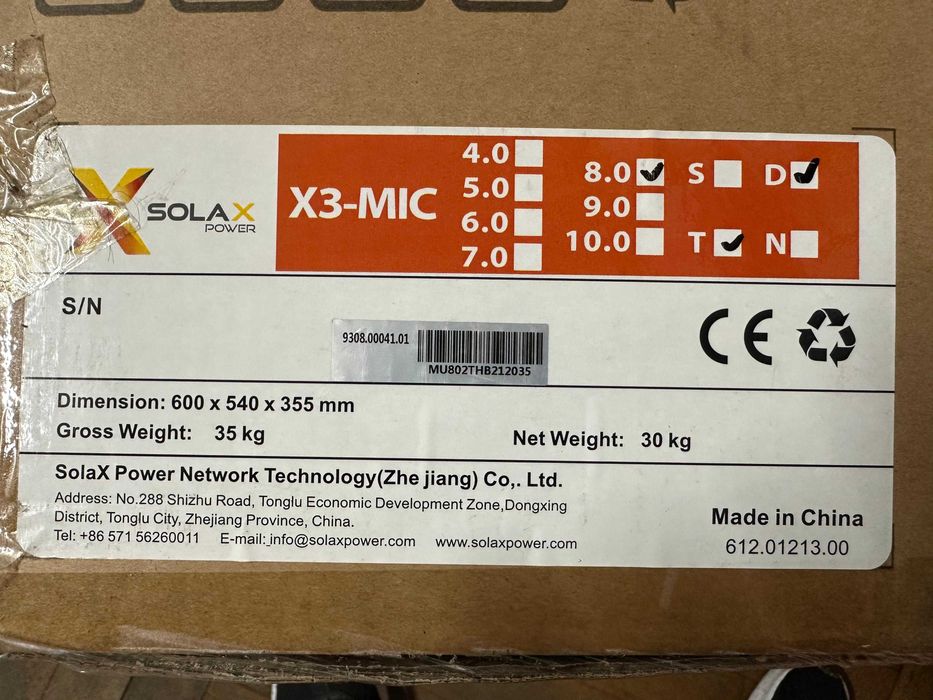 SOLAX
POWER
X3-MIC
4.0
5.0
6.0
7.0
8.0
9.0
10.0
S
D
T
N
S/N
9308.00041.01
MU802THB212035
CE
Dimension: 600 x 540 x 355 mm
Gross Weight: 35 kg
Net Weight: 30 kg
SolaX Power Network Technology(Zhe jiang) Co,. Ltd.
Address: No.288 Shizhu Road, Tonglu Economic Development Zone,Dongxing
District, Tonglu City, Zhejiang Province, China.
Tel: +86 571 56260011 E-mail: info@solaxpower.com www.solaxpower.com
Made in China
612.01213.00